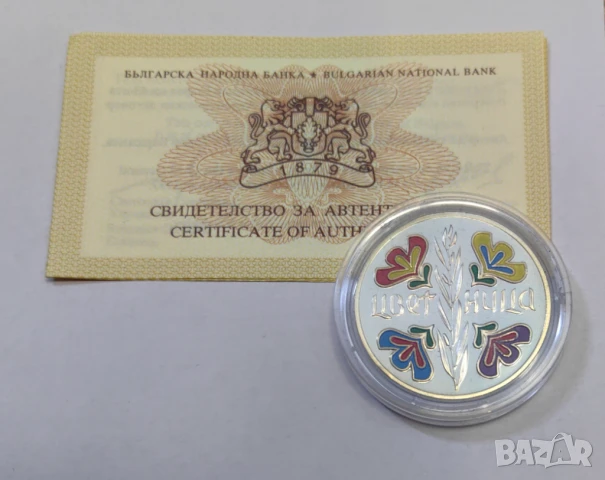 БЪЛГАРСКА НАРОДНА БАНКА ★ BULGARIAN NATIONAL BANK
1879
СВИДЕТЕЛСТВО ЗА АВТЕНТ
CERTIFICATE OF AUTH
ЦВЕТ НИЦА
BAZAR